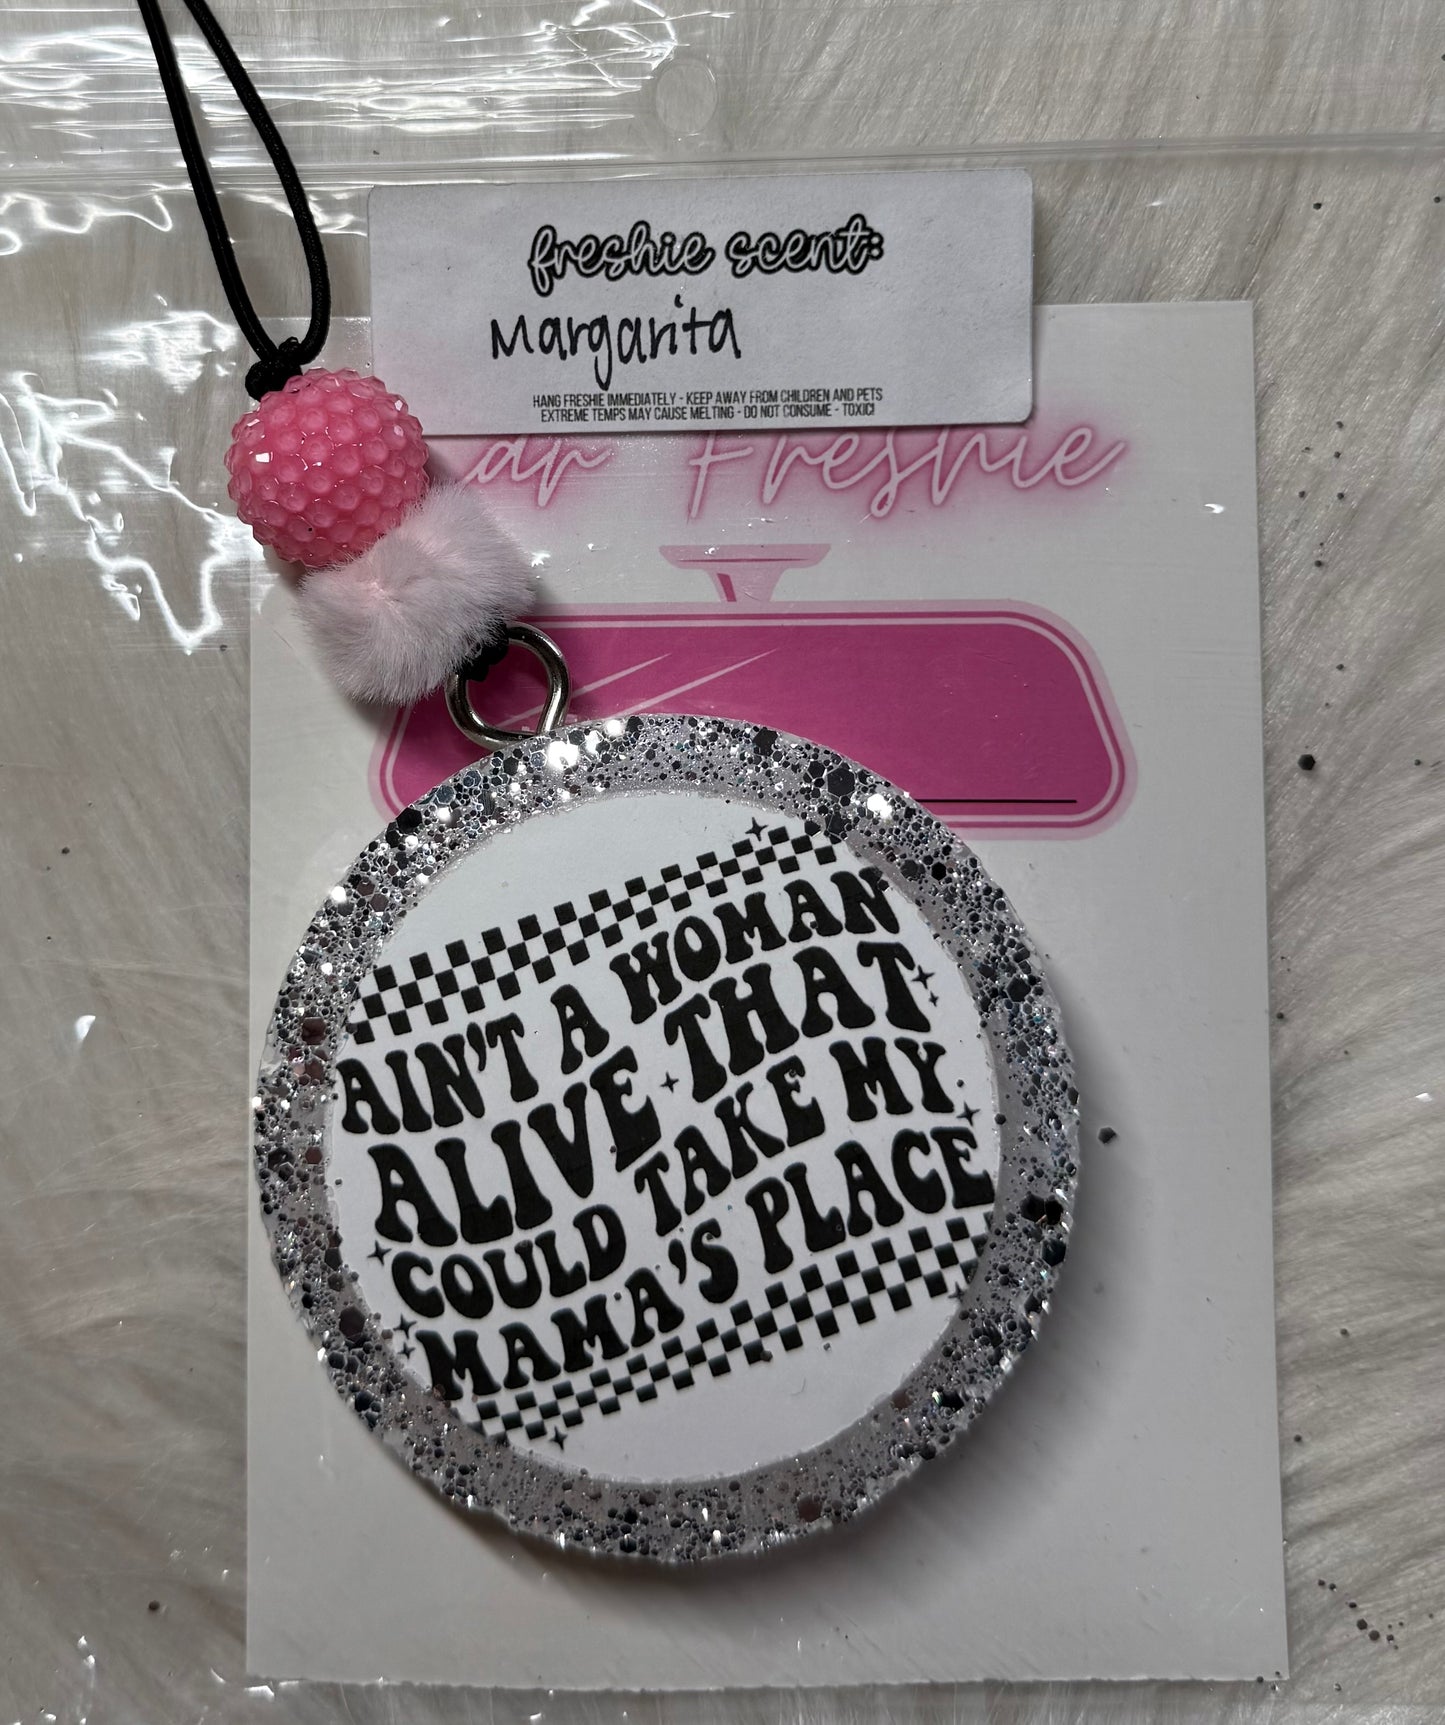 freshie scent:
Margarita
HANG FRESHIE IMMEDIATELY - KEEP AWAY FROM CHILDREN AND PETS
EXTREME TEMPS MAY CAUSE MELTING - DO NOT CONSUME - TOXIC!
Freshie
AIN'T A WOMAN
ALIVE THAT
COULD TAKE MY
MAMA'S PLACE